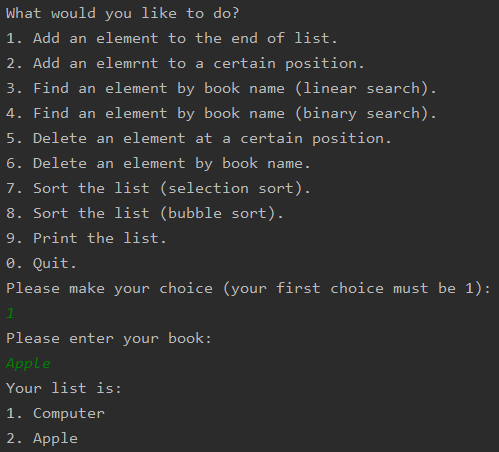 What would you like to do?
1. Add an element to the end of list.
2. Add an elemrnt to a certain position.
3. Find an element by book name (linear search).
4. Find an element by book name (binary search).
5. Delete an element at a certain position.
6. Delete an element by book name.
7. Sort the list (selection sort).
8. Sort the list (bubble sort).
9. Print the list.
0. Quit.
Please make your choice (your first choice must be 1):
1
Please enter your book:
Apple
Your list is:
1. Computer
2. Apple